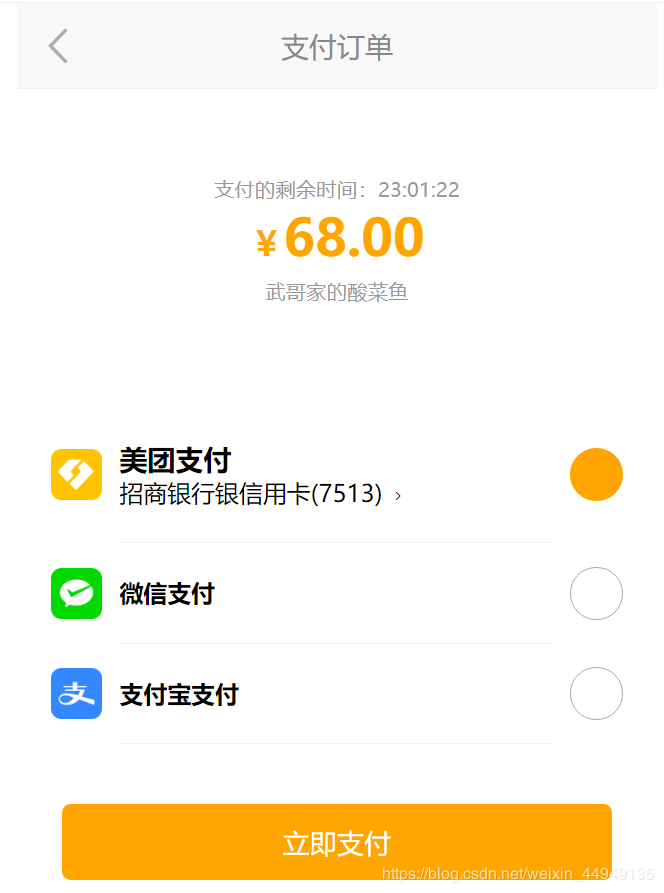 支付订单
支付的剩余时间：23:01:22
¥68.00
武哥家的酸菜鱼
美团支付
招商银行银信用卡(7513) ›
微信支付
支
支付宝支付
立即支付
https://blog.csdn.net/weixin_44949135